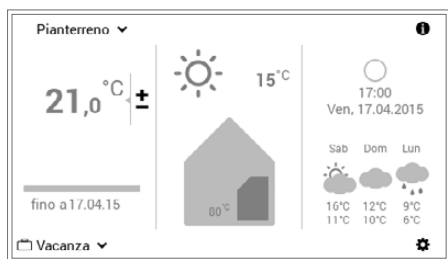 Pianterreno
21,0°C ±
fino a 17.04.15
Vacanza
15°C
80°C
17:00
Ven, 17.04.2015
Sab Dom Lun
16°C 12°C 9°C
11°C 10°C 6°C